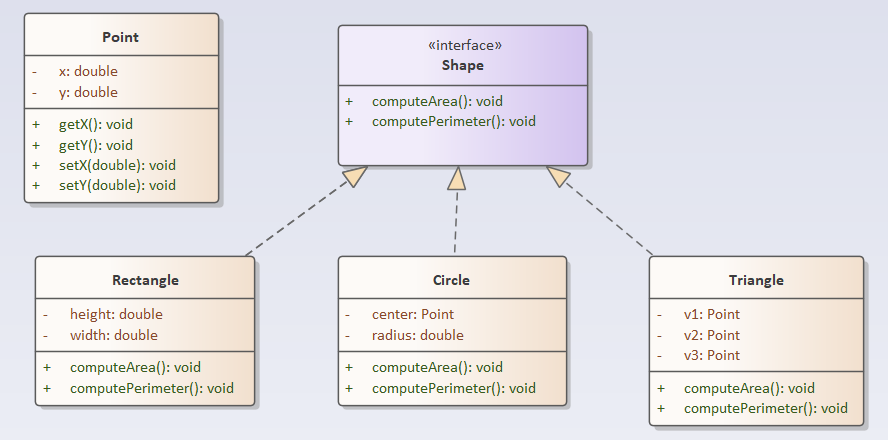 Point
- x: double
- y: double
+ getX(): void
+ getY(): void
+ setX(double): void
+ setY(double): void
«interface»
Shape
+ computeArea(): void
+ computePerimeter(): void
Rectangle
- height: double
- width: double
+ computeArea(): void
+ computePerimeter(): void
Circle
- center: Point
- radius: double
+ computeArea(): void
+ computePerimeter(): void
Triangle
- v1: Point
- v2: Point
- v3: Point
+ computeArea(): void
+ computePerimeter(): void